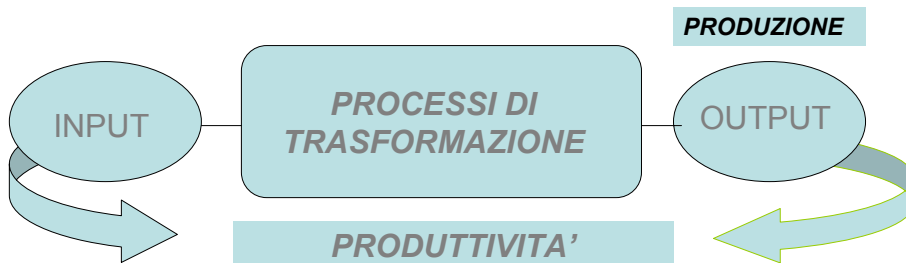 PRODUZIONE
INPUT
PROCESSI DI
TRASFORMAZIONE
OUTPUT
PRODUTTIVITA’